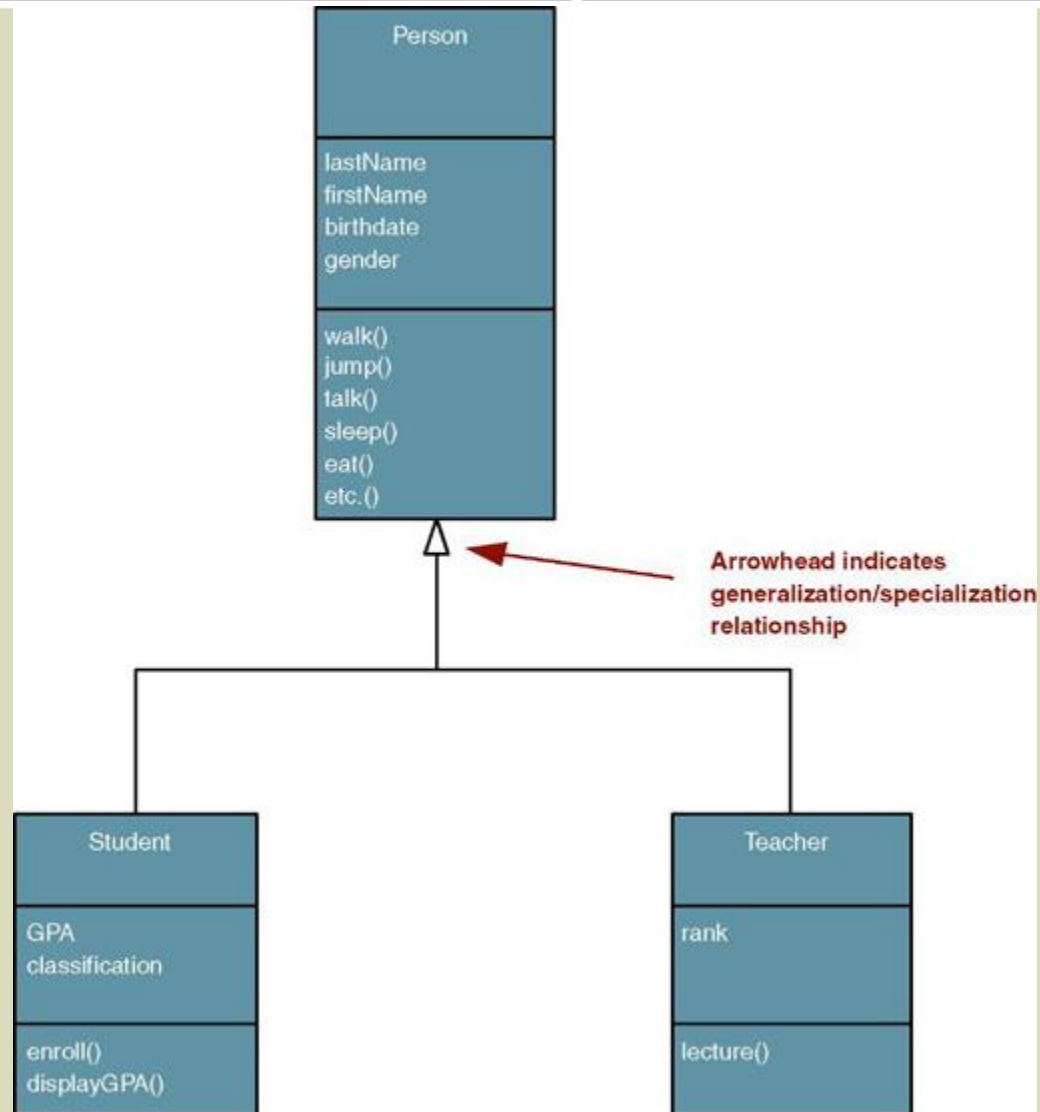 Person
lastName
firstName
birthdate
gender
walk()
jump()
talk()
sleep()
eat()
etc.()
Arrowhead indicates
generalization/specialization
relationship
Student
GPA
classification
enroll()
displayGPA()
Teacher
rank
lecture()